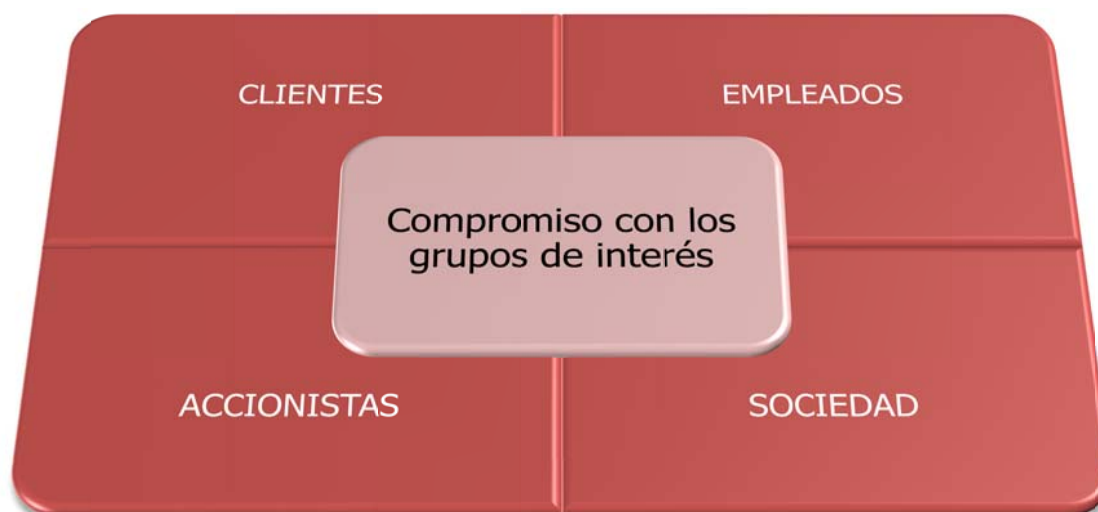 CLIENTES
EMPLEADOS
Compromiso con los
grupos de interés
ACCIONISTAS
SOCIEDAD